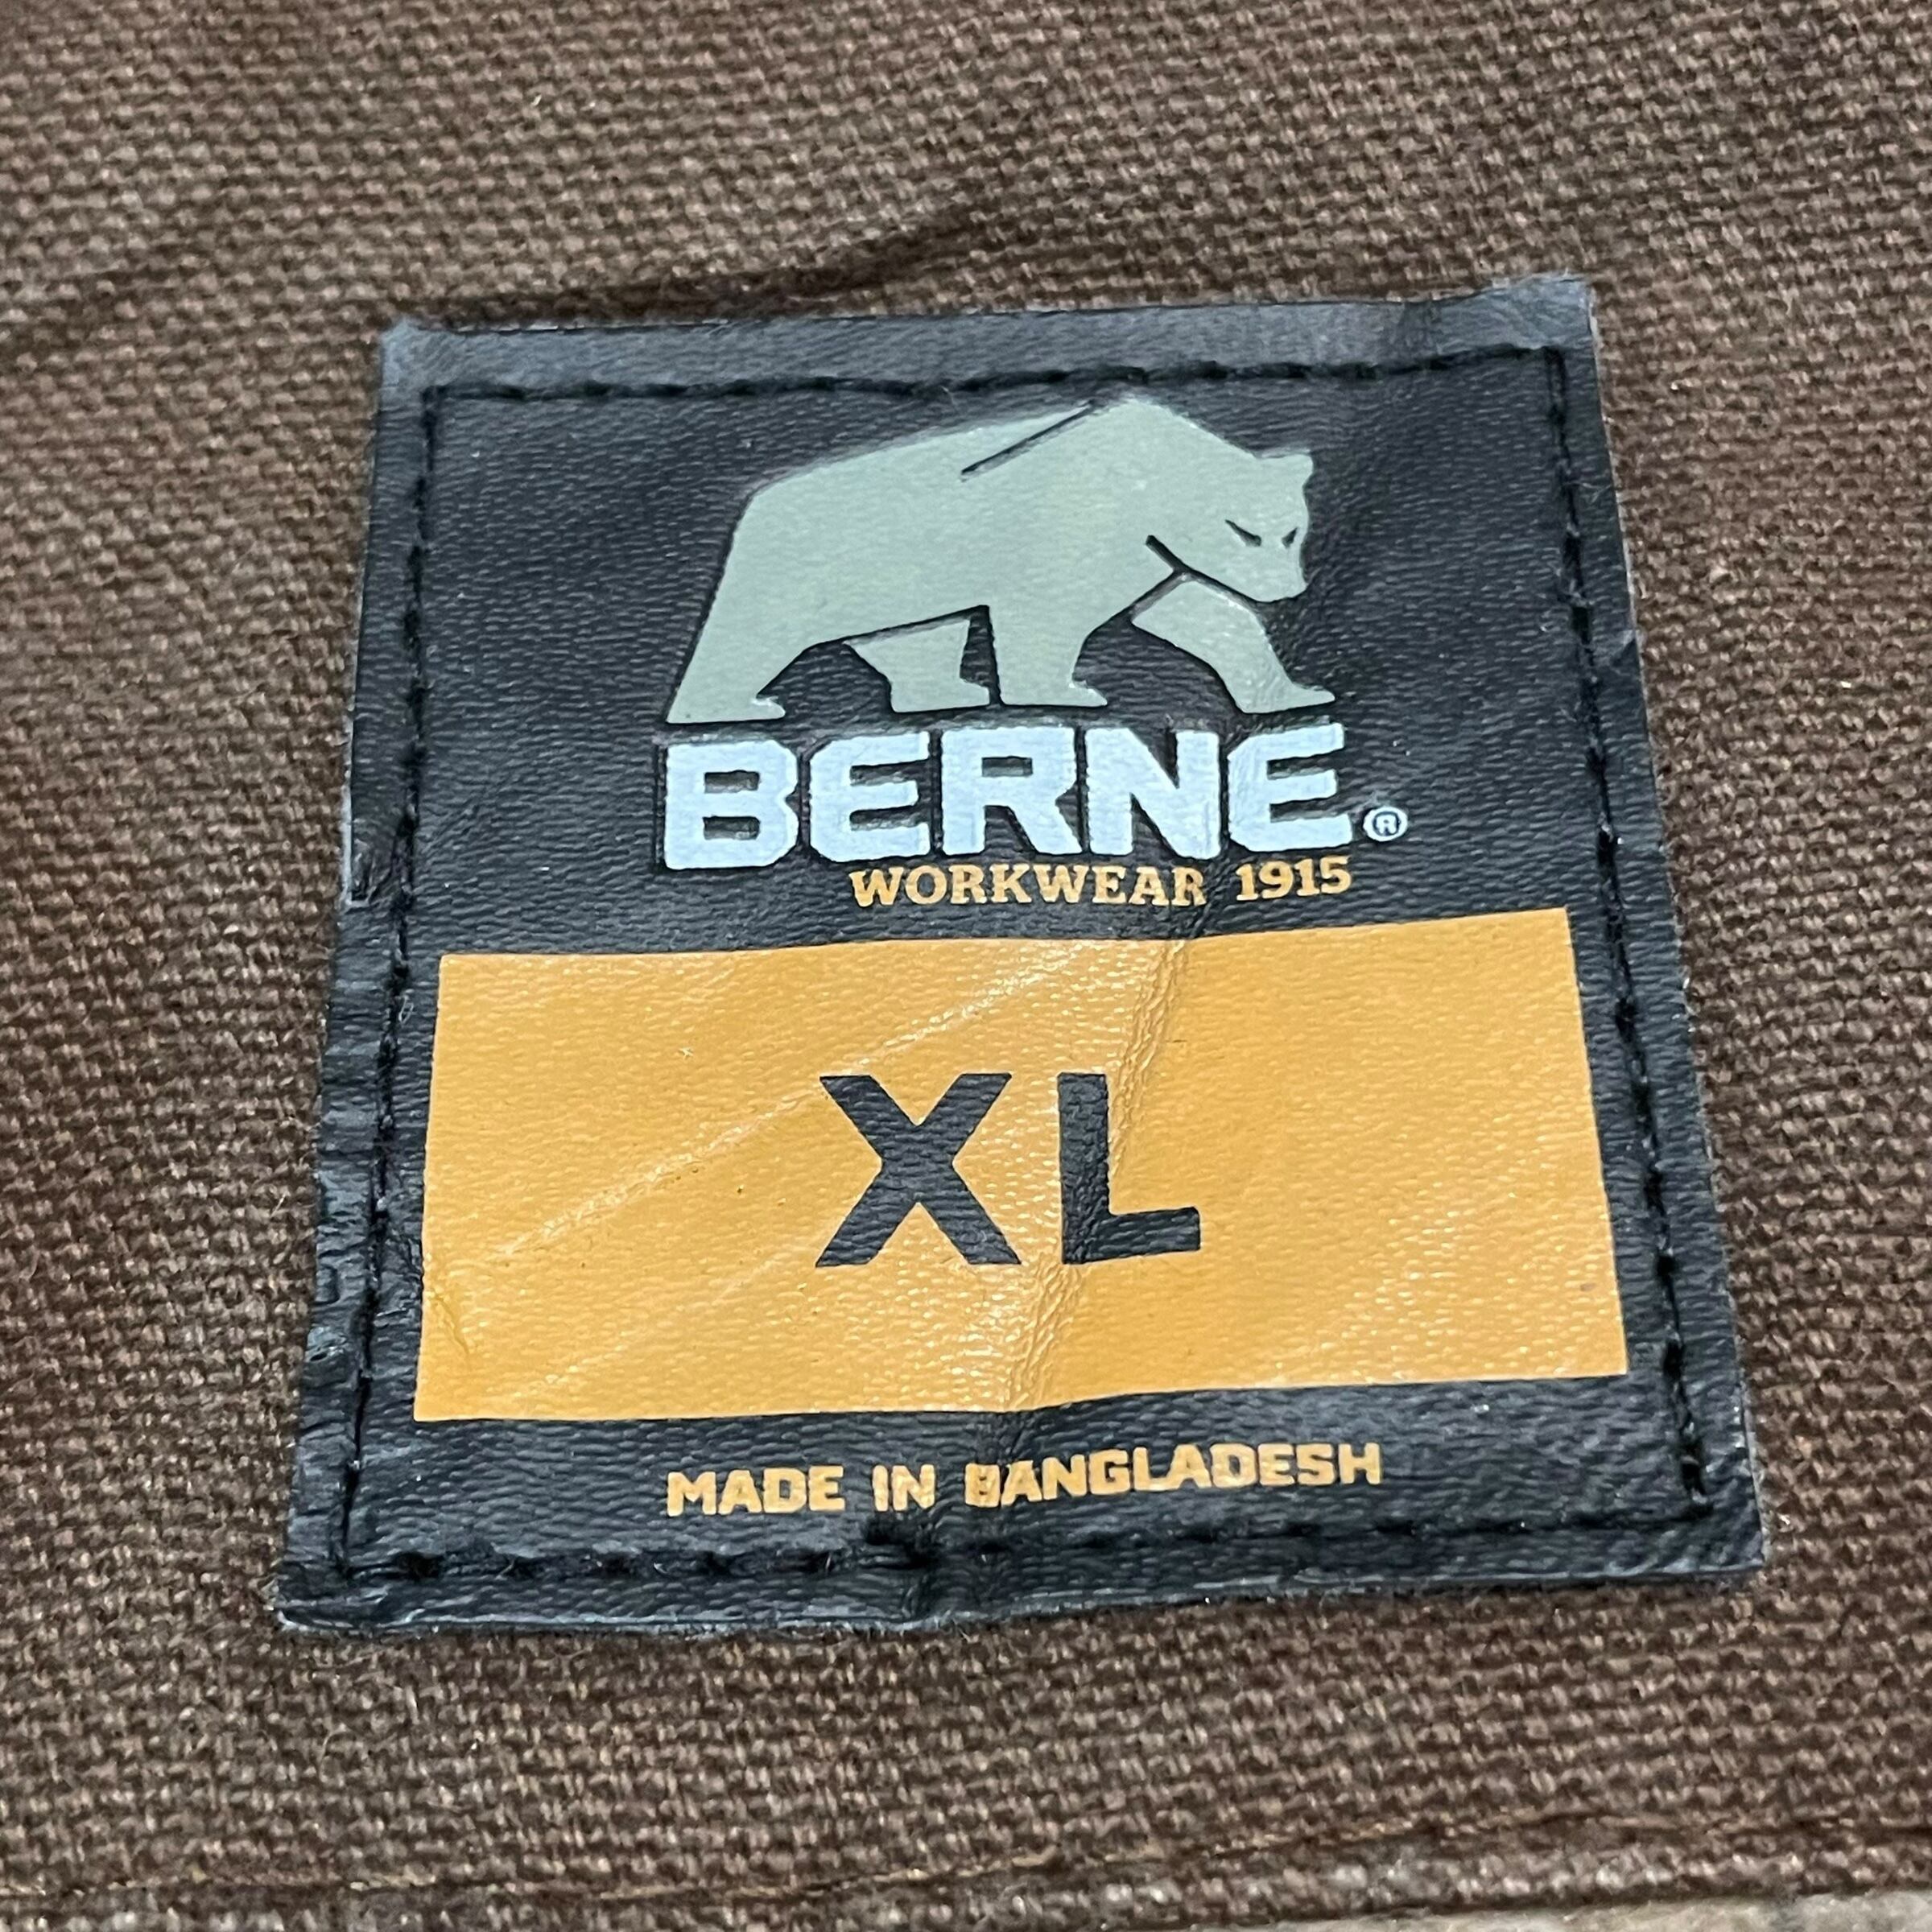 BERNE®
WORKWEAR 1915
XL
MADE IN BANGLADESH